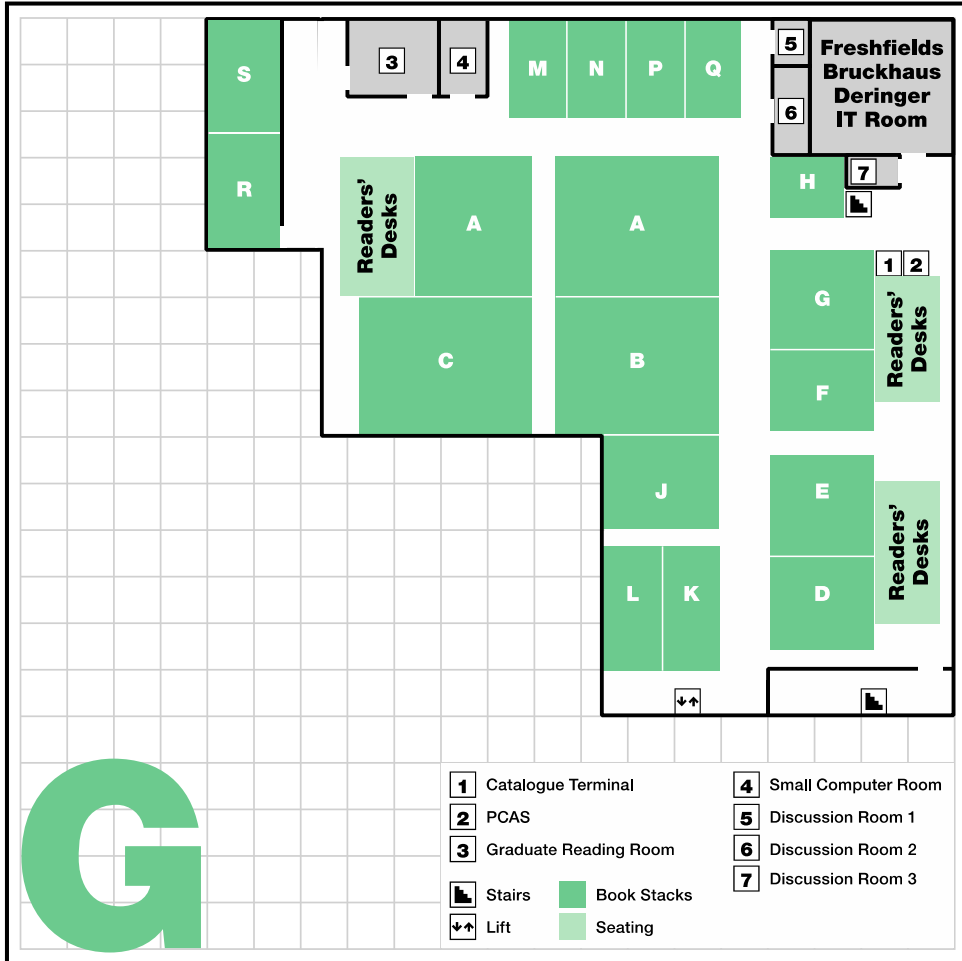 S
3
4
M
N
P
Q
5
Freshfields
Bruckhaus
Deringer
IT Room
6
R
Readers'
Desks
A
A
H
7
1
2
G
Readers'
Desks
C
B
F
J
E
Readers'
Desks
L
K
D
G
1 Catalogue Terminal
2 PCAS
3 Graduate Reading Room
Stairs
Lift
Book Stacks
Seating
4 Small Computer Room
5 Discussion Room 1
6 Discussion Room 2
7 Discussion Room 3